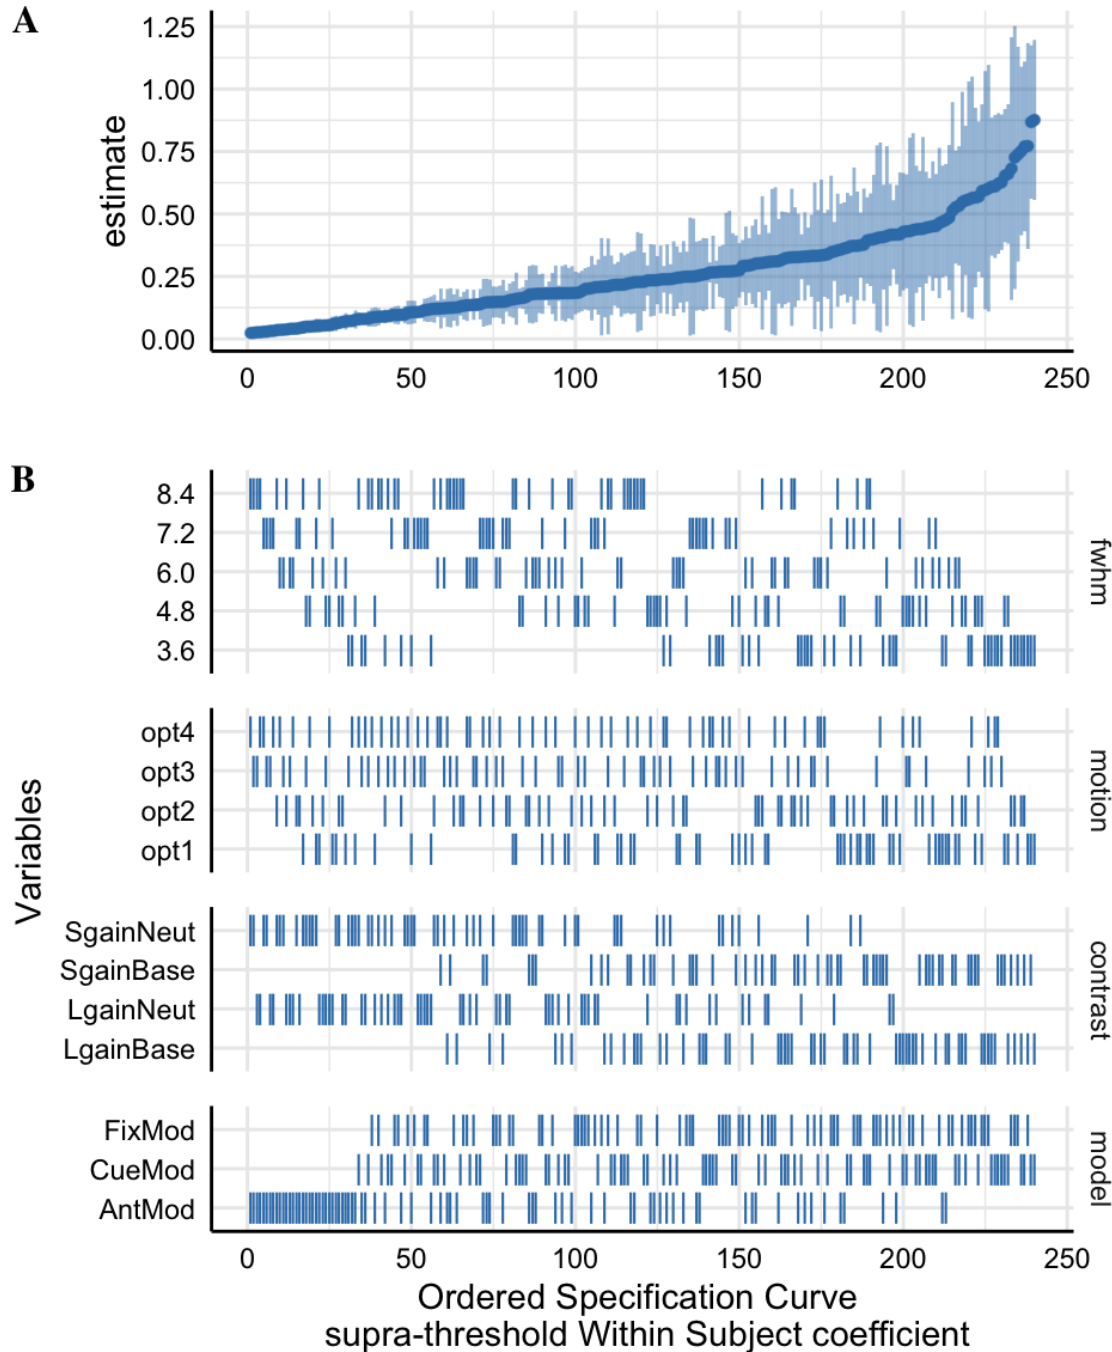 A
1.25
1.00
0.75
0.50
0.25
0.00
estimate
0 50 100 150 200 250
B
8.4
7.2
6.0
4.8
3.6
fwhm
opt4
opt3
opt2
opt1
motion
Variables
SgainNeut
SgainBase
LgainNeut
LgainBase
contrast
FixMod
CueMod
AntMod
model
0 50 100 150 200 250
Ordered Specification Curve
supra-threshold Within Subject coefficient